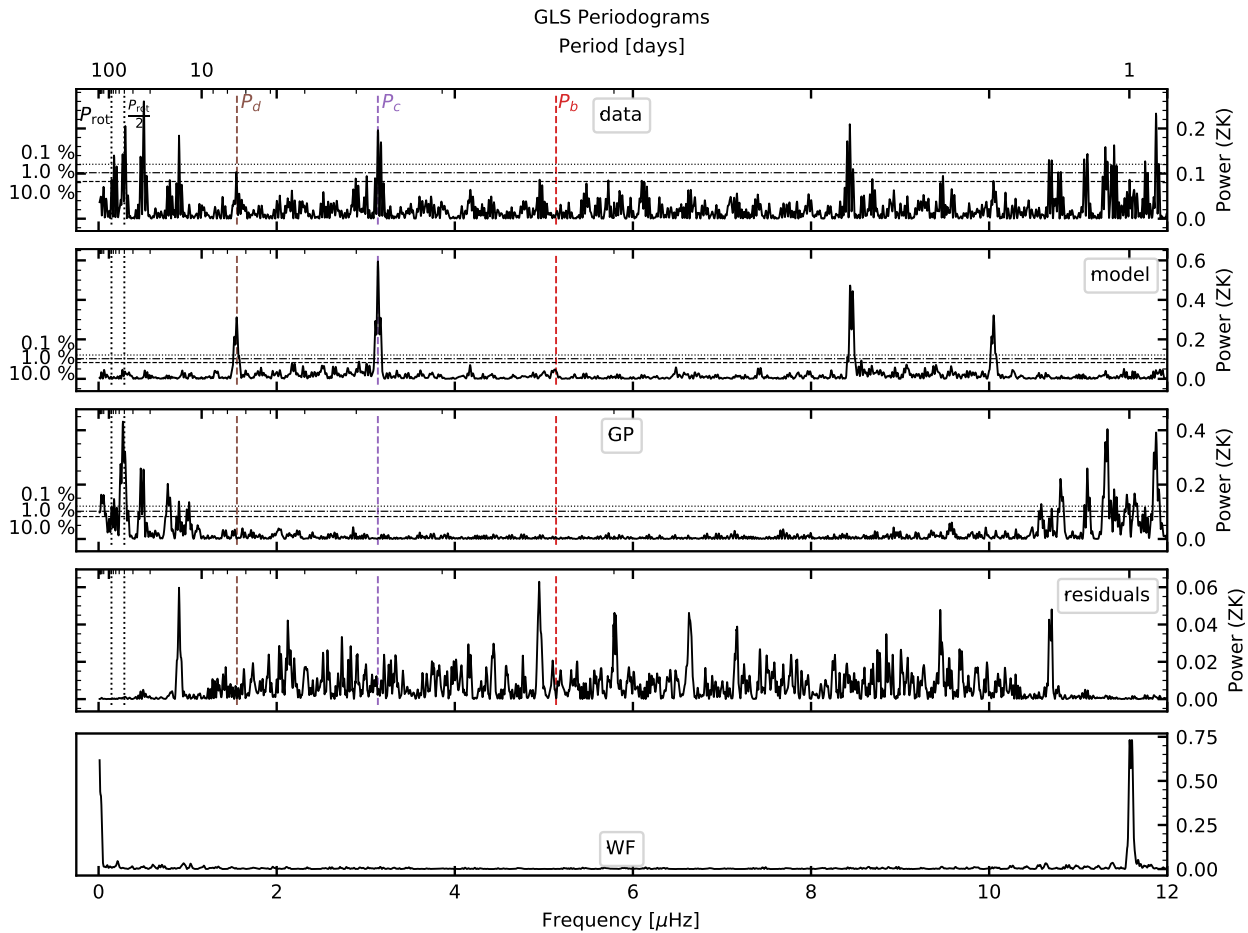 GLS Periodograms
Period [days]
100 10 1
P_rot P_rot/2 P_d P_c P_b
data
0.1 %
1.0 %
10.0 %
0.2
0.1
0.0
Power (ZK)
model
0.1 %
1.0 %
10.0 %
0.6
0.4
0.2
0.0
Power (ZK)
GP
0.1 %
1.0 %
10.0 %
0.4
0.2
0.0
Power (ZK)
residuals
0.06
0.04
0.02
0.00
Power (ZK)
WF
0.75
0.50
0.25
0.00
0 2 4 6 8 10 12
Frequency [μHz]